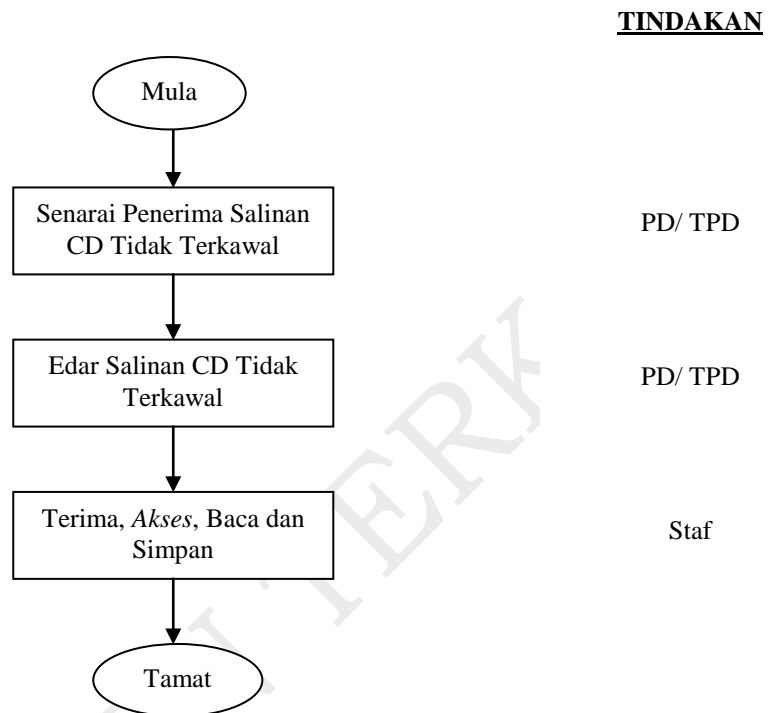 TINDAKAN
Mula
Senarai Penerima Salinan
CD Tidak Terkawal
PD/ TPD
Edar Salinan CD Tidak
Terkawal
PD/ TPD
Terima, Akses, Baca dan
Simpan
Staf
Tamat